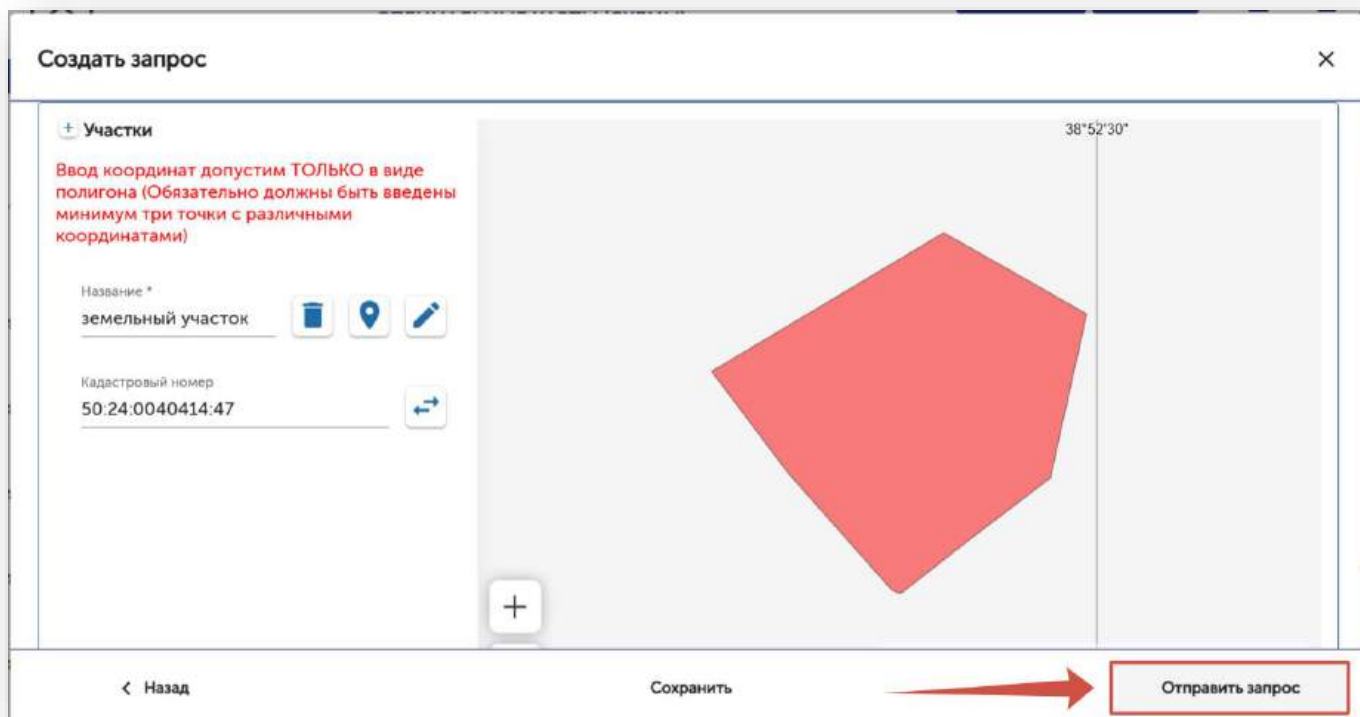 Создать запрос
Участки
38°52'30"
Ввод координат допустим ТОЛЬКО в виде
полигона (Обязательно должны быть введены
минимум три точки с различными
координатами)
Название *
земельный участок
Кадастровый номер
50:24:0040414:47
Назад
Сохранить
Отправить запрос